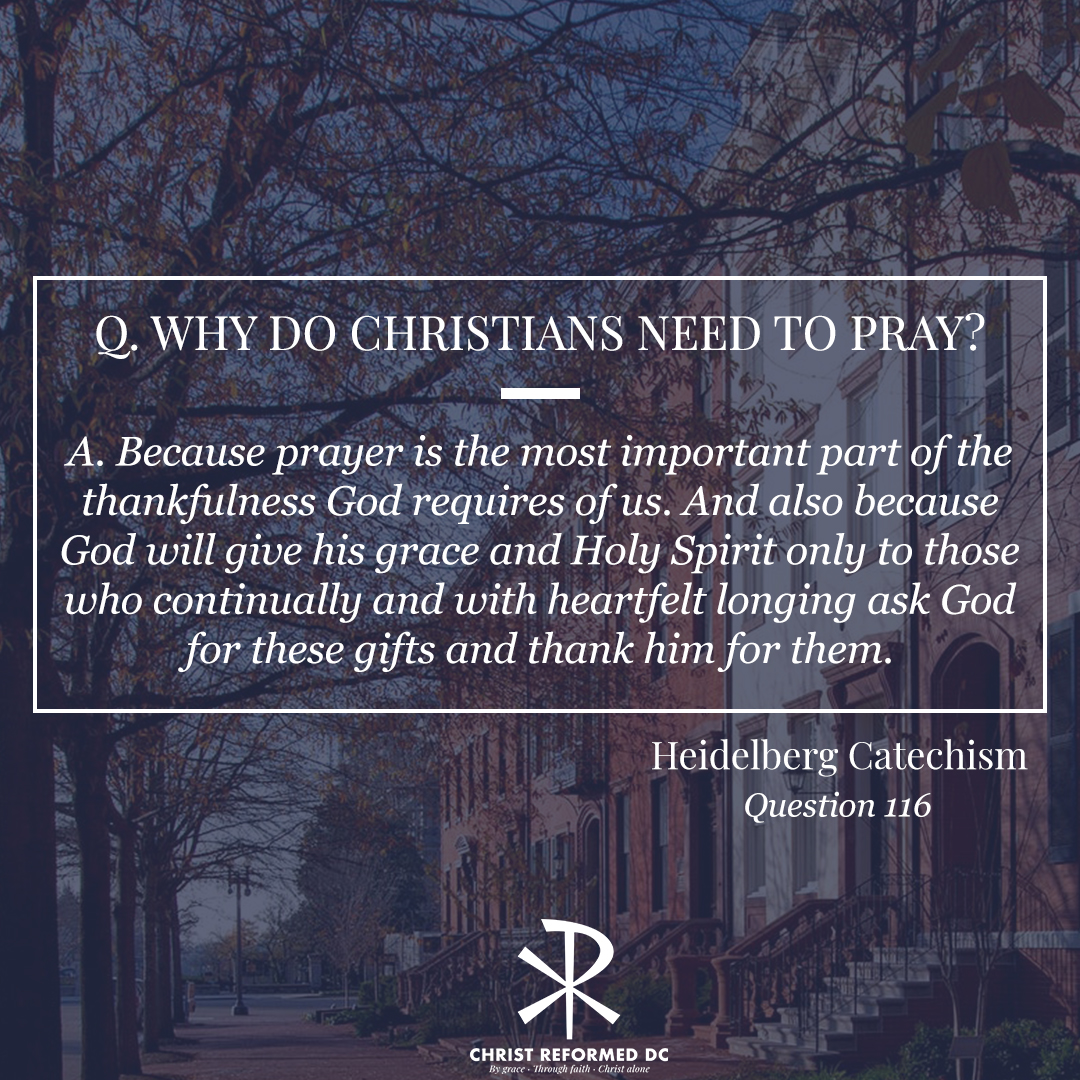 Q. WHY DO CHRISTIANS NEED TO PRAY?
A. Because prayer is the most important part of the
thankfulness God requires of us. And also because
God will give his grace and Holy Spirit only to those
who continually and with heartfelt longing ask God
for these gifts and thank him for them.
Heidelberg Catechism
Question 116
CHRIST REFORMED DC
By grace · Through faith · Christ alone